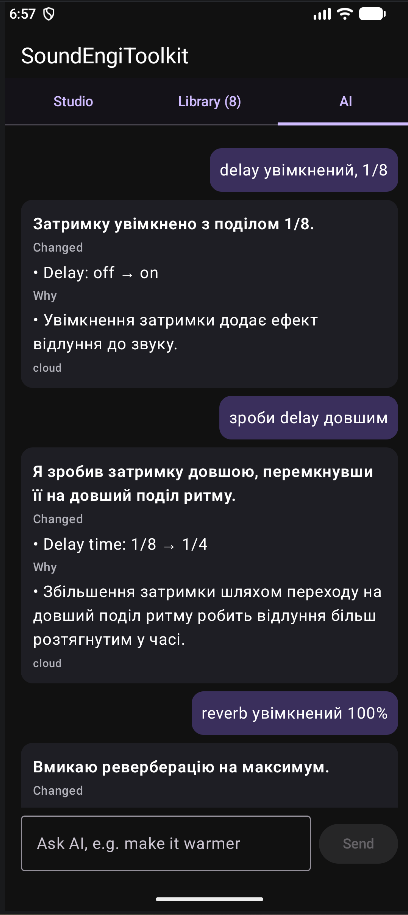 6:57
SoundEngiToolkit
Studio
Library (8)
AI
delay увімкнений, 1/8
Затримку увімкнено з поділом 1/8.
Changed
• Delay: off → on
Why
• Увімкнення затримки додає ефект
відлуння до звуку.
cloud
зроби delay довшим
Я зробив затримку довшою, перемкнувши
її на довший поділ ритму.
Changed
• Delay time: 1/8 → 1/4
Why
• Збільшення затримки шляхом переходу на
довший поділ ритму робить відлуння більш
розтягнутим у часі.
cloud
reverb увімкнений 100%
Вмикаю реверберацію на максимум.
Changed
Ask AI, e.g. make it warmer
Send